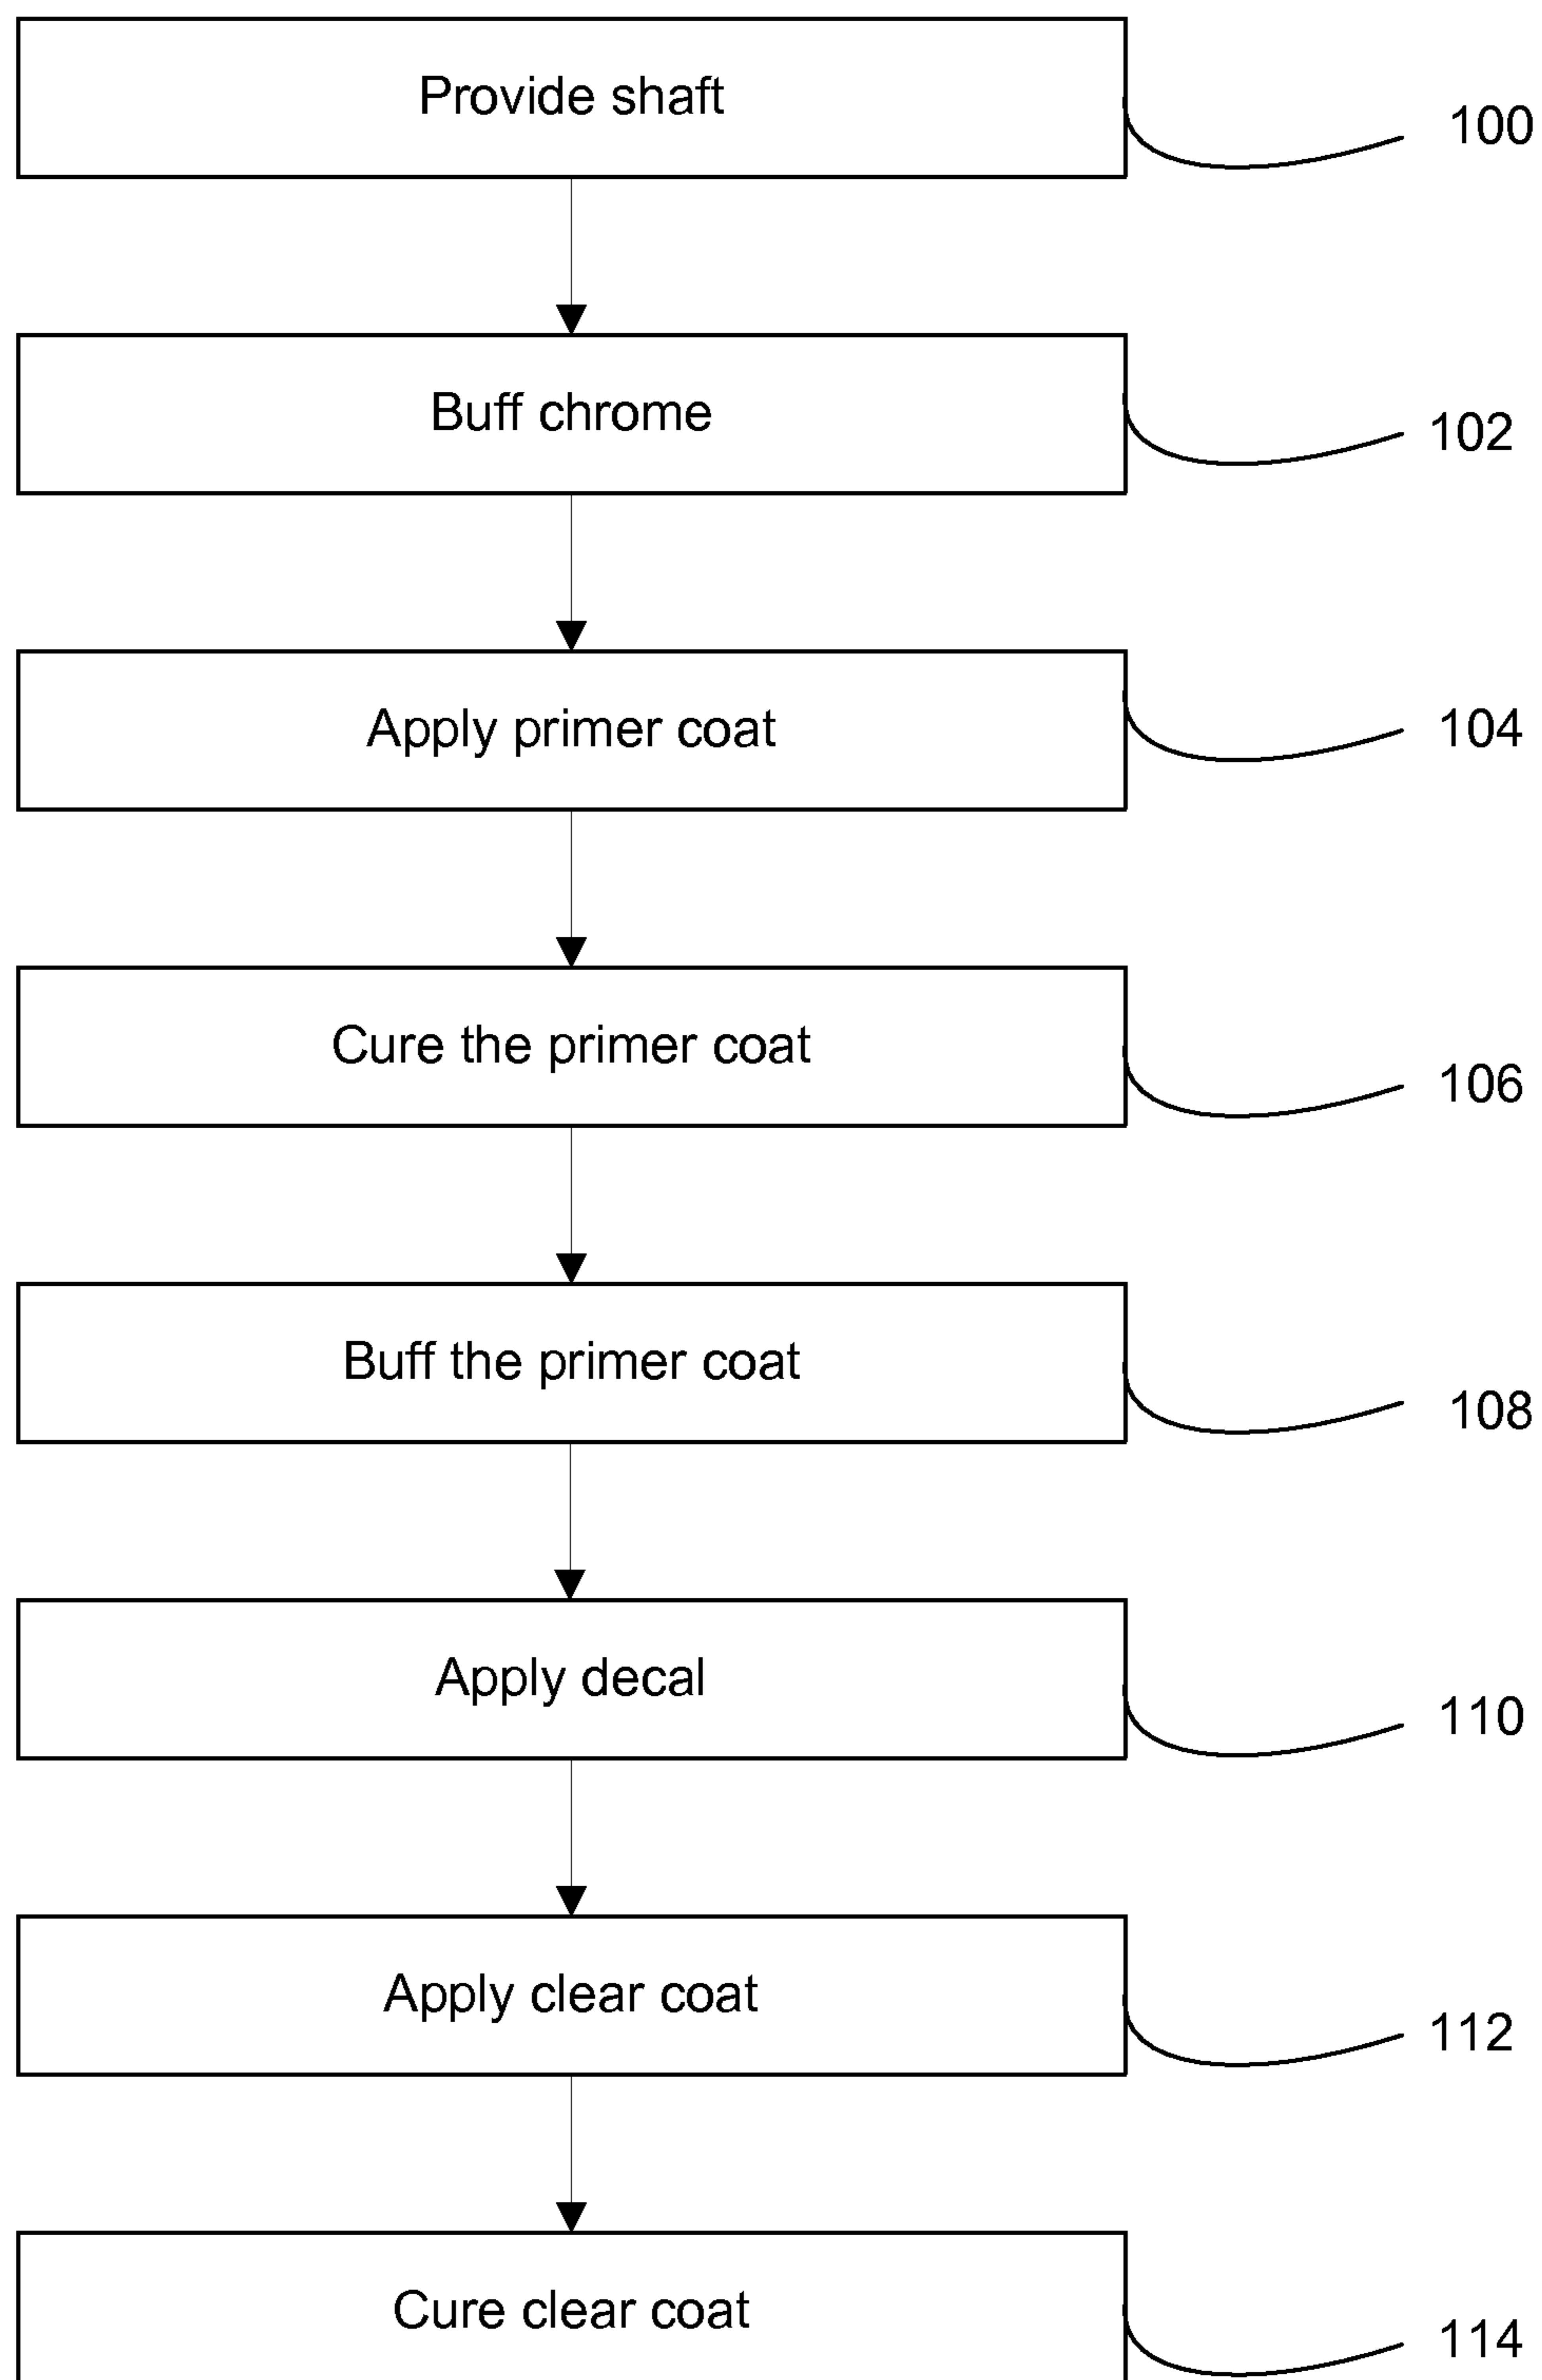 Provide shaft
100
Buff chrome
102
Apply primer coat
104
Cure the primer coat
106
Buff the primer coat
108
Apply decal
110
Apply clear coat
112
Cure clear coat
114